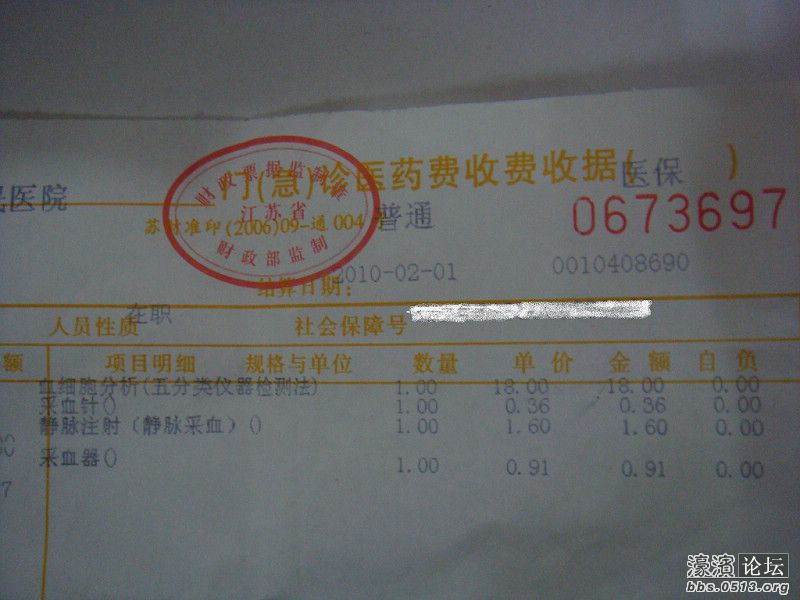 门(急)诊医药费收费收据( 医保 )
财政票据监制章
江苏省
财政部监制
医院
苏财准印(2006)09-通 004 普通
0673697
结算日期: 2010-02-01 0010408690
人员性质 在职 社会保障号
额 项目明细 规格与单位 数量 单价 金额 自负
血细胞分析(五分类仪器检测法) 1.00 18.00 18.00 0.00
采血针() 1.00 0.36 0.36 0.00
静脉注射（静脉采血）() 1.00 1.60 1.60 0.00
采血器() 1.00 0.91 0.91 0.00
7
濠滨论坛
bbs.0513.org